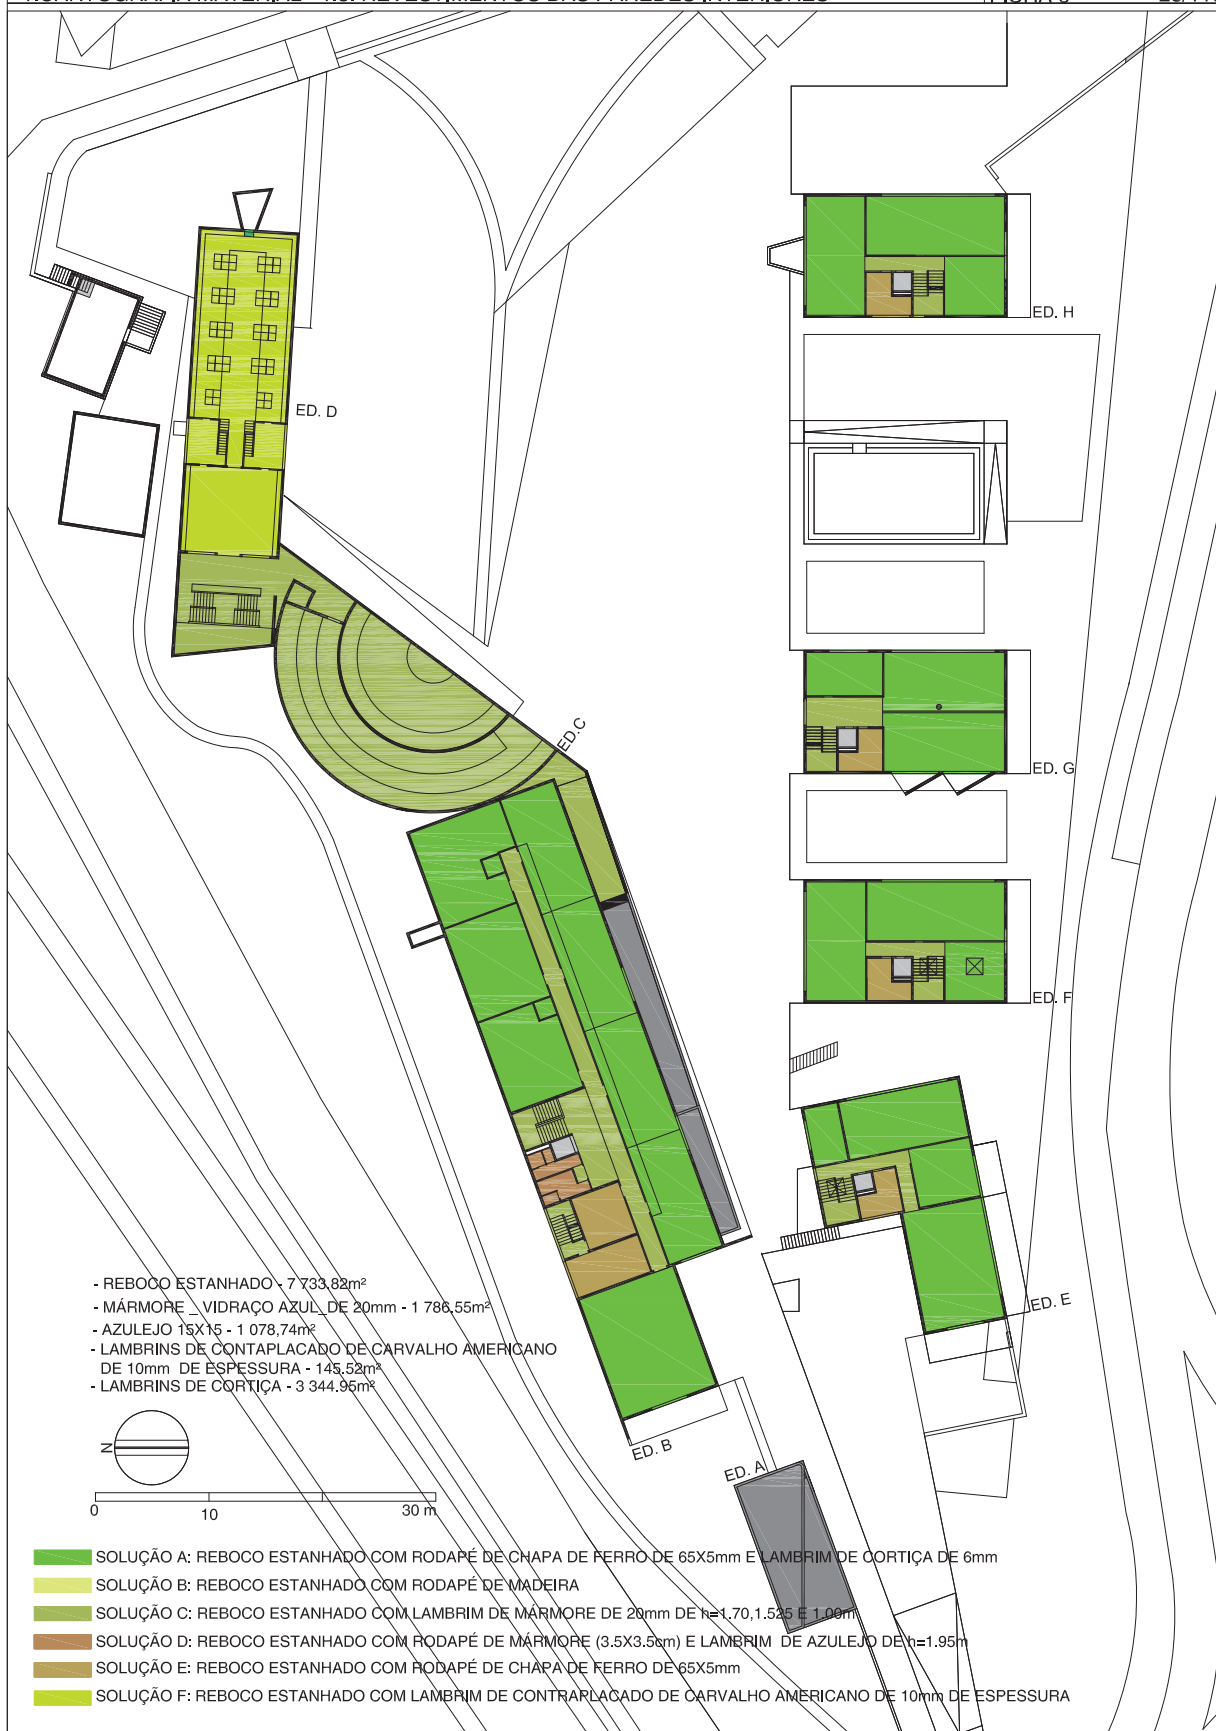 ED. H
ED. D
ED.C
ED. G
ED. F
ED. E
ED. B
ED. A
- REBOCO ESTANHADO - 7 733.82m²
- MÁRMORE _ VIDRAÇO AZUL_DE 20mm - 1 786.55m²
- AZULEJO 15X15 - 1 078,74m²
- LAMBRINS DE CONTAPLACADO DE CARVALHO AMERICANO
DE 10mm DE ESPESSURA - 145.52m²
- LAMBRINS DE CORTIÇA - 3 344.95m²
N
0 10 30 m
SOLUÇÃO A: REBOCO ESTANHADO COM RODAPÉ DE CHAPA DE FERRO DE 65X5mm E LAMBRIM DE CORTIÇA DE 6mm
SOLUÇÃO B: REBOCO ESTANHADO COM RODAPÉ DE MADEIRA
SOLUÇÃO C: REBOCO ESTANHADO COM LAMBRIM DE MÁRMORE DE 20mm DE h=1.70,1.525 E 1.00m
SOLUÇÃO D: REBOCO ESTANHADO COM RODAPÉ DE MÁRMORE (3.5X3.5cm) E LAMBRIM DE AZULEJO DE h=1.95m
SOLUÇÃO E: REBOCO ESTANHADO COM RODAPÉ DE CHAPA DE FERRO DE 65X5mm
SOLUÇÃO F: REBOCO ESTANHADO COM LAMBRIM DE CONTRAPLACADO DE CARVALHO AMERICANO DE 10mm DE ESPESSURA